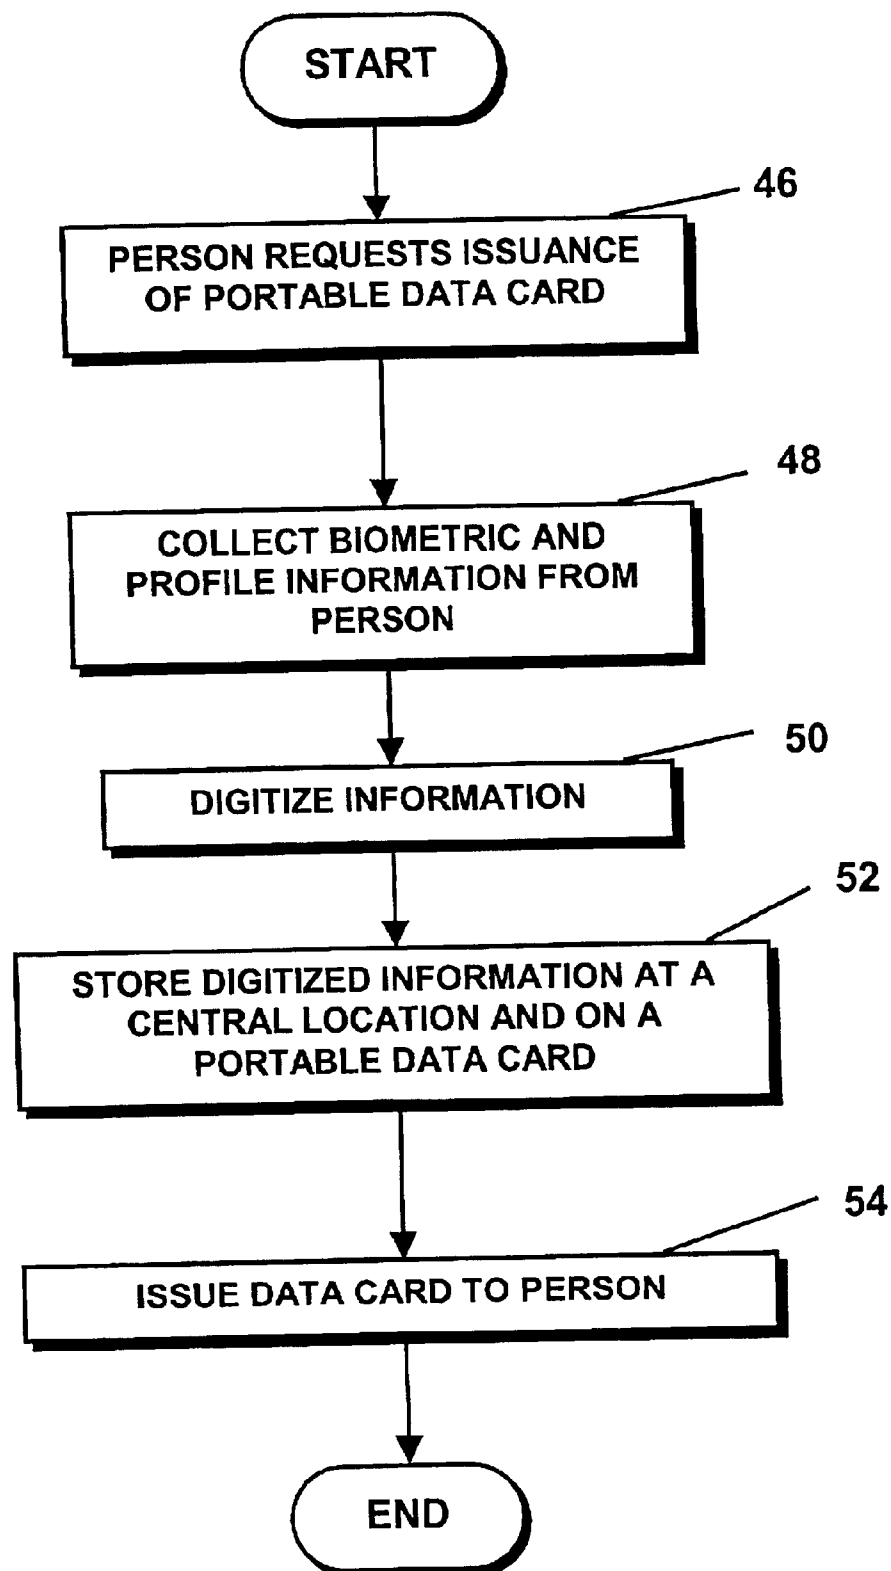 START
46
PERSON REQUESTS ISSUANCE
OF PORTABLE DATA CARD
48
COLLECT BIOMETRIC AND
PROFILE INFORMATION FROM
PERSON
50
DIGITIZE INFORMATION
52
STORE DIGITIZED INFORMATION AT A
CENTRAL LOCATION AND ON A
PORTABLE DATA CARD
54
ISSUE DATA CARD TO PERSON
END